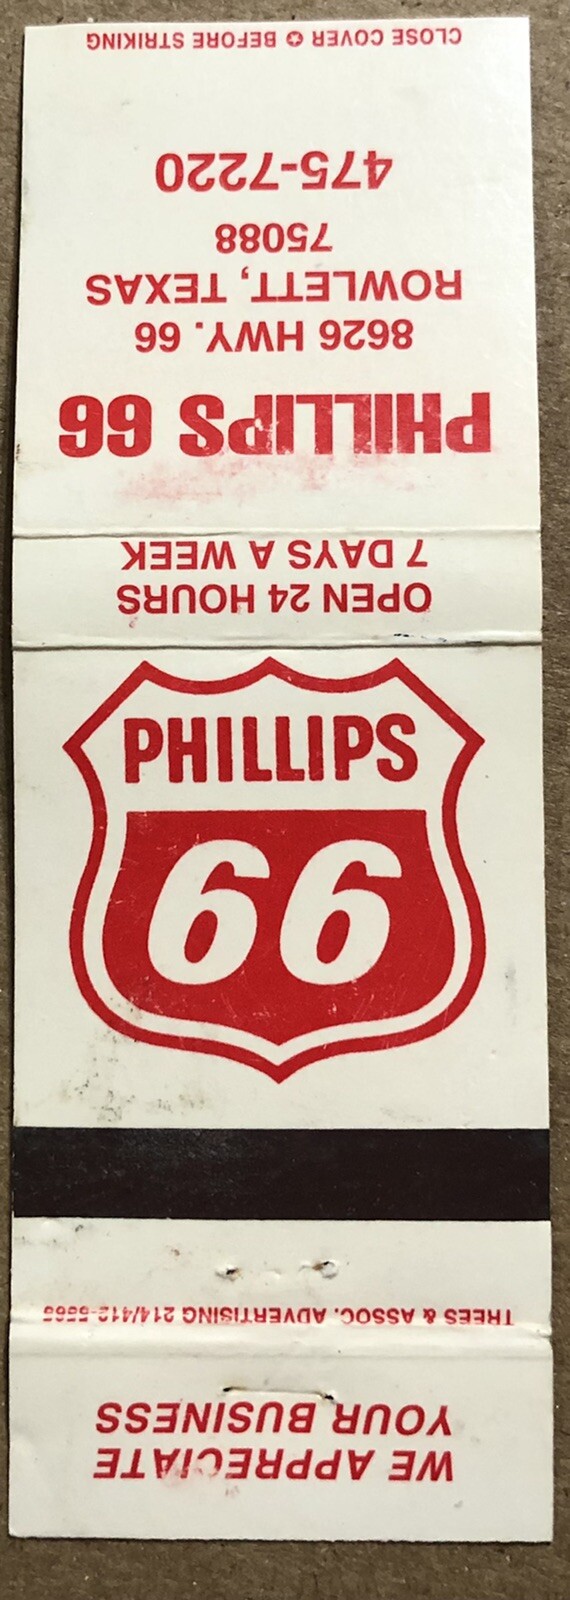 CLOSE COVER ✪ BEFORE STRIKING
PHILLIPS 66
8626 HWY. 66
ROWLETT, TEXAS
75088
475-7220
OPEN 24 HOURS
7 DAYS A WEEK
PHILLIPS
66
TREES & ASSOC. ADVERTISING
WE APPRECIATE
YOUR BUSINESS